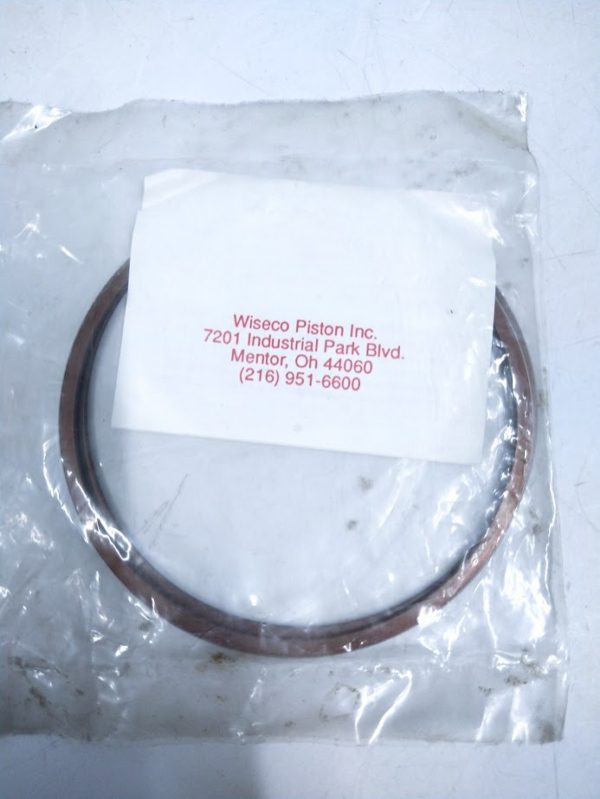 Wiseco Piston Inc.
7201 Industrial Park Blvd.
Mentor, Oh 44060
(216) 951-6600